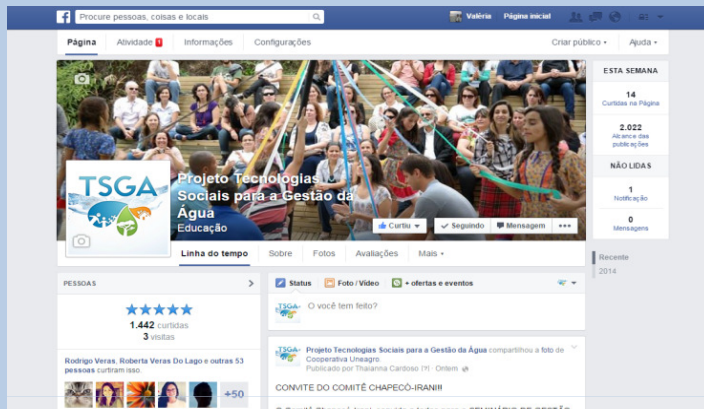 Procure pessoas, coisas e locais
Valéria Página inicial
Página Atividade 1 Informações Configurações Criar público Ajuda
TSGA
Projeto Tecnologias
Sociais para a Gestão da
Água
Educação
Curtiu Seguindo Mensagem
Linha do tempo Sobre Fotos Avaliações Mais
ESTA SEMANA
14
Curtidas na Página
2.022
Alcance das
publicações
NÃO LIDAS
1
Notificação
0
Mensagens
Recente
2014
PESSOAS
1.442 curtidas
3 visitas
Rodrigo Veras, Roberta Veras Do Lago e outras 53
pessoas curtiram isso.
+50
Status Foto / Vídeo + ofertas e eventos
TSGA
O você tem feito?
TSGA
Projeto Tecnologias Sociais para a Gestão da Água compartilhou a foto de
Cooperativa Uneagro.
Publicado por Thaianna Cardoso [?] · Ontem
CONVITE DO COMITÊ CHAPECÓ-IRANI!!